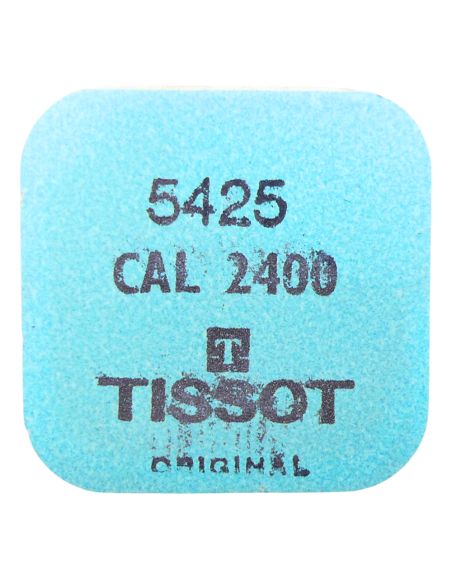 5425
CAL 2400
T
TISSOT
ORIGINAL